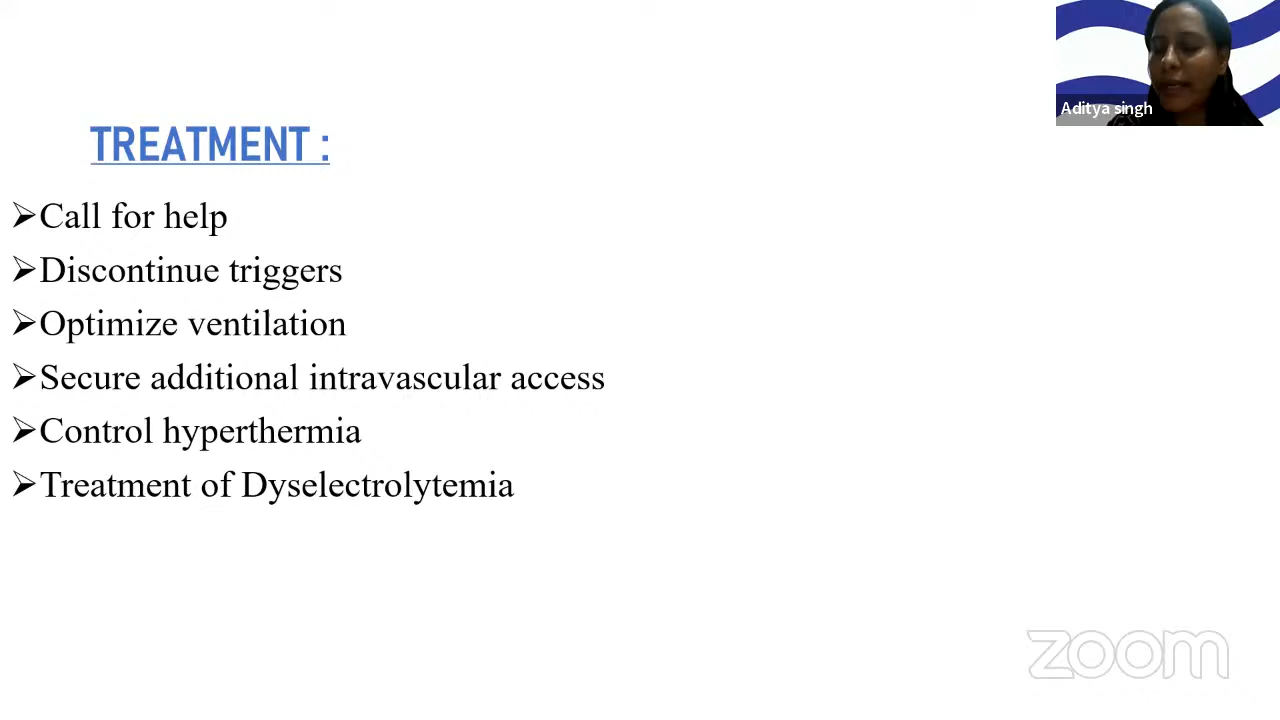 Aditya singh
TREATMENT :
➢Call for help
➢Discontinue triggers
➢Optimize ventilation
➢Secure additional intravascular access
➢Control hyperthermia
➢Treatment of Dyselectrolytemia
zoom